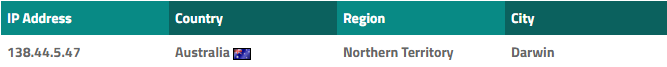 IP Address Country Region City
138.44.5.47 Australia Northern Territory Darwin